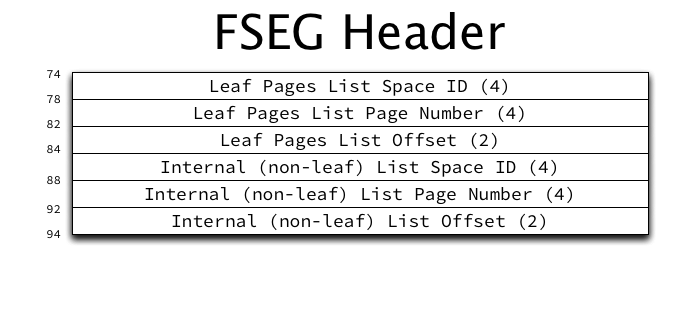 FSEG Header
74
Leaf Pages List Space ID (4)
78
Leaf Pages List Page Number (4)
82
Leaf Pages List Offset (2)
84
Internal (non-leaf) List Space ID (4)
88
Internal (non-leaf) List Page Number (4)
92
Internal (non-leaf) List Offset (2)
94